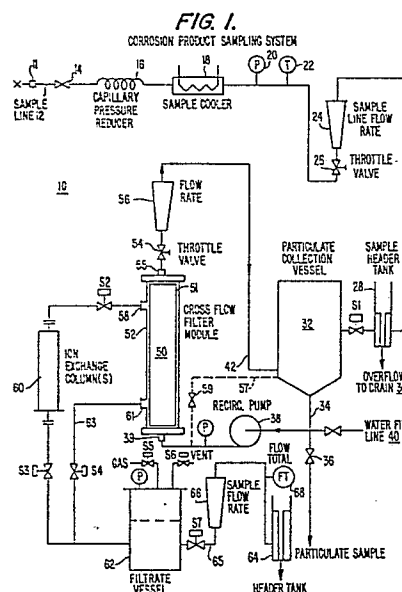 FIG. 1.
CORROSION PRODUCT SAMPLING SYSTEM
11
14
16
18
20
22
P
T
SAMPLE LINE 12
CAPILLARY PRESSURE REDUCER
SAMPLE COOLER
24
SAMPLE LINE FLOW RATE
25
THROTTLE VALVE
10
56
FLOW RATE
54
THROTTLE VALVE
55
PARTICULATE COLLECTION VESSEL
SAMPLE HEADER TANK
28
S2
51
58
52
50
CROSS FLOW FILTER MODULE
32
S1
42
57
OVERFLOW TO DRAIN
60
ION EXCHANGE COLUMN(S)
59
34
61
63
RECIRC. PUMP
38
P
WATER
LINE 40
33
S3
S4
S5
S6
VENT
GAS
P
FLOW TOTAL
36
66
SAMPLE FLOW RATE
FT
68
S7
62
65
64
PARTICULATE SAMPLE
FILTRATE VESSEL
HEADER TANK